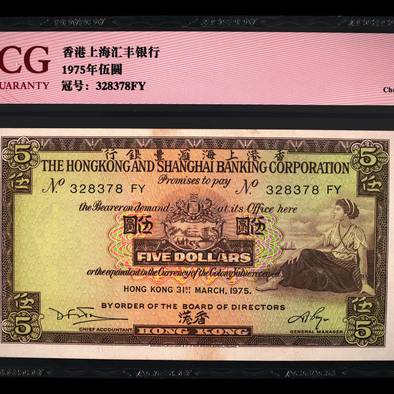 CG
GUARANTY
香港上海汇丰银行
1975年伍圆
冠号：328378FY
Ch
5 5
伍 伍
行銀豐滙海上港香
THE HONGKONG AND SHANGHAI BANKING CORPORATION
Promises to pay
No 328378 FY No 328378 FY
the Bearer on demand at its Office here
圓 伍
FIVE DOLLARS
or the equivalent in the Currency of the Colony Value received
HONG KONG 31ST MARCH, 1975.
BY ORDER OF THE BOARD OF DIRECTORS
港香
伍 伍
5 5
CHIEF ACCOUNTANT
HONG KONG
GENERAL MANAGER